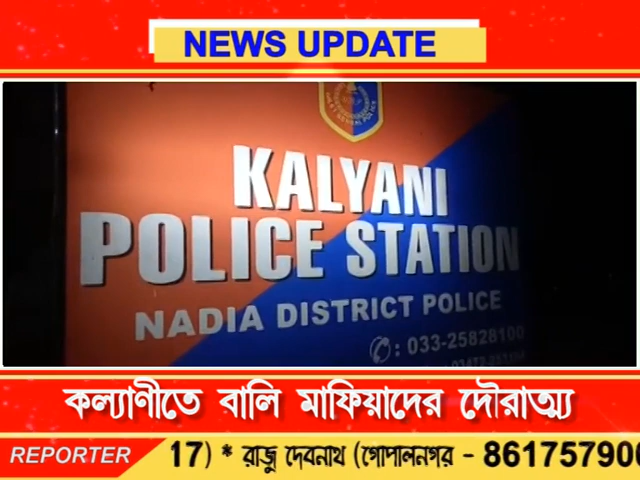 NEWS UPDATE
KALYANI
POLICE STATION
NADIA DISTRICT POLICE
: 033-25828100
কল্যাণীতে বালি মাফিয়াদের দৌরাত্ম্য
REPORTER 17) * রাজু দেবনাথ (গোপালনগর - 861757900